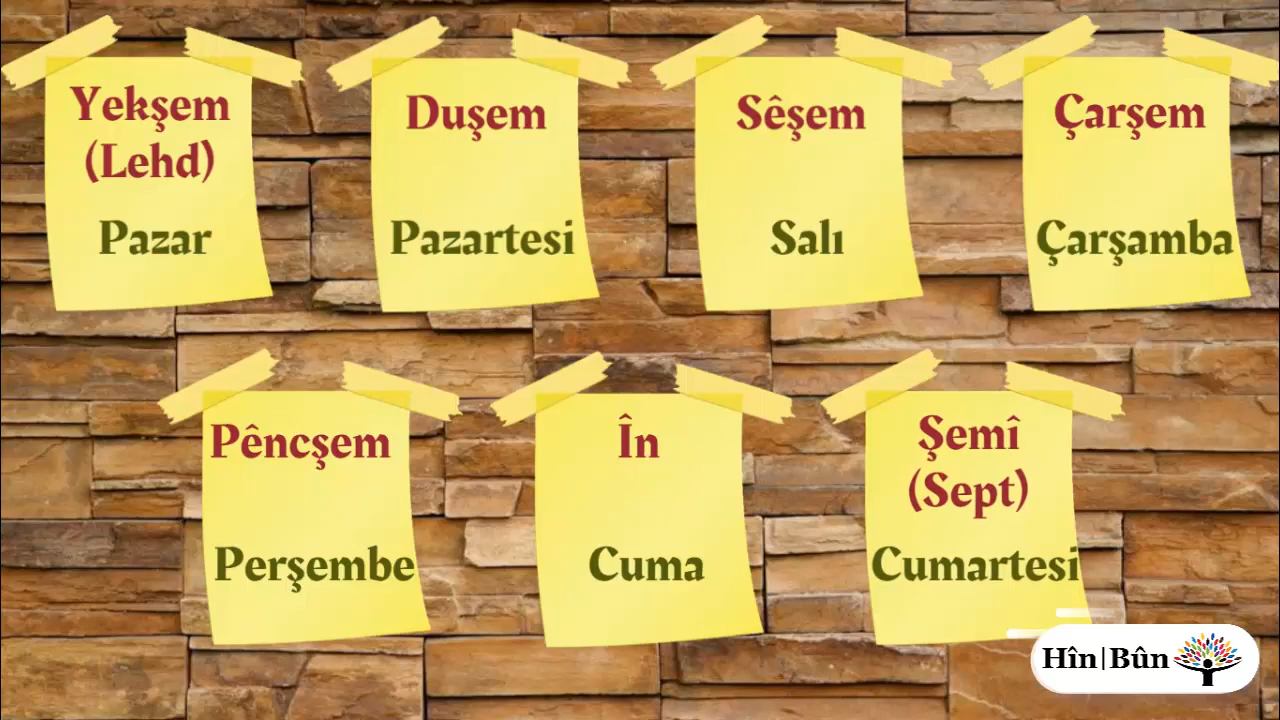 Yekşem
(Lehd)
Pazar
Duşem
Pazartesi
Sêşem
Salı
Çarşem
Çarşamba
Pêncşem
Perşembe
În
Cuma
Şemî
(Sept)
Cumartesi
Hîn|Bûn